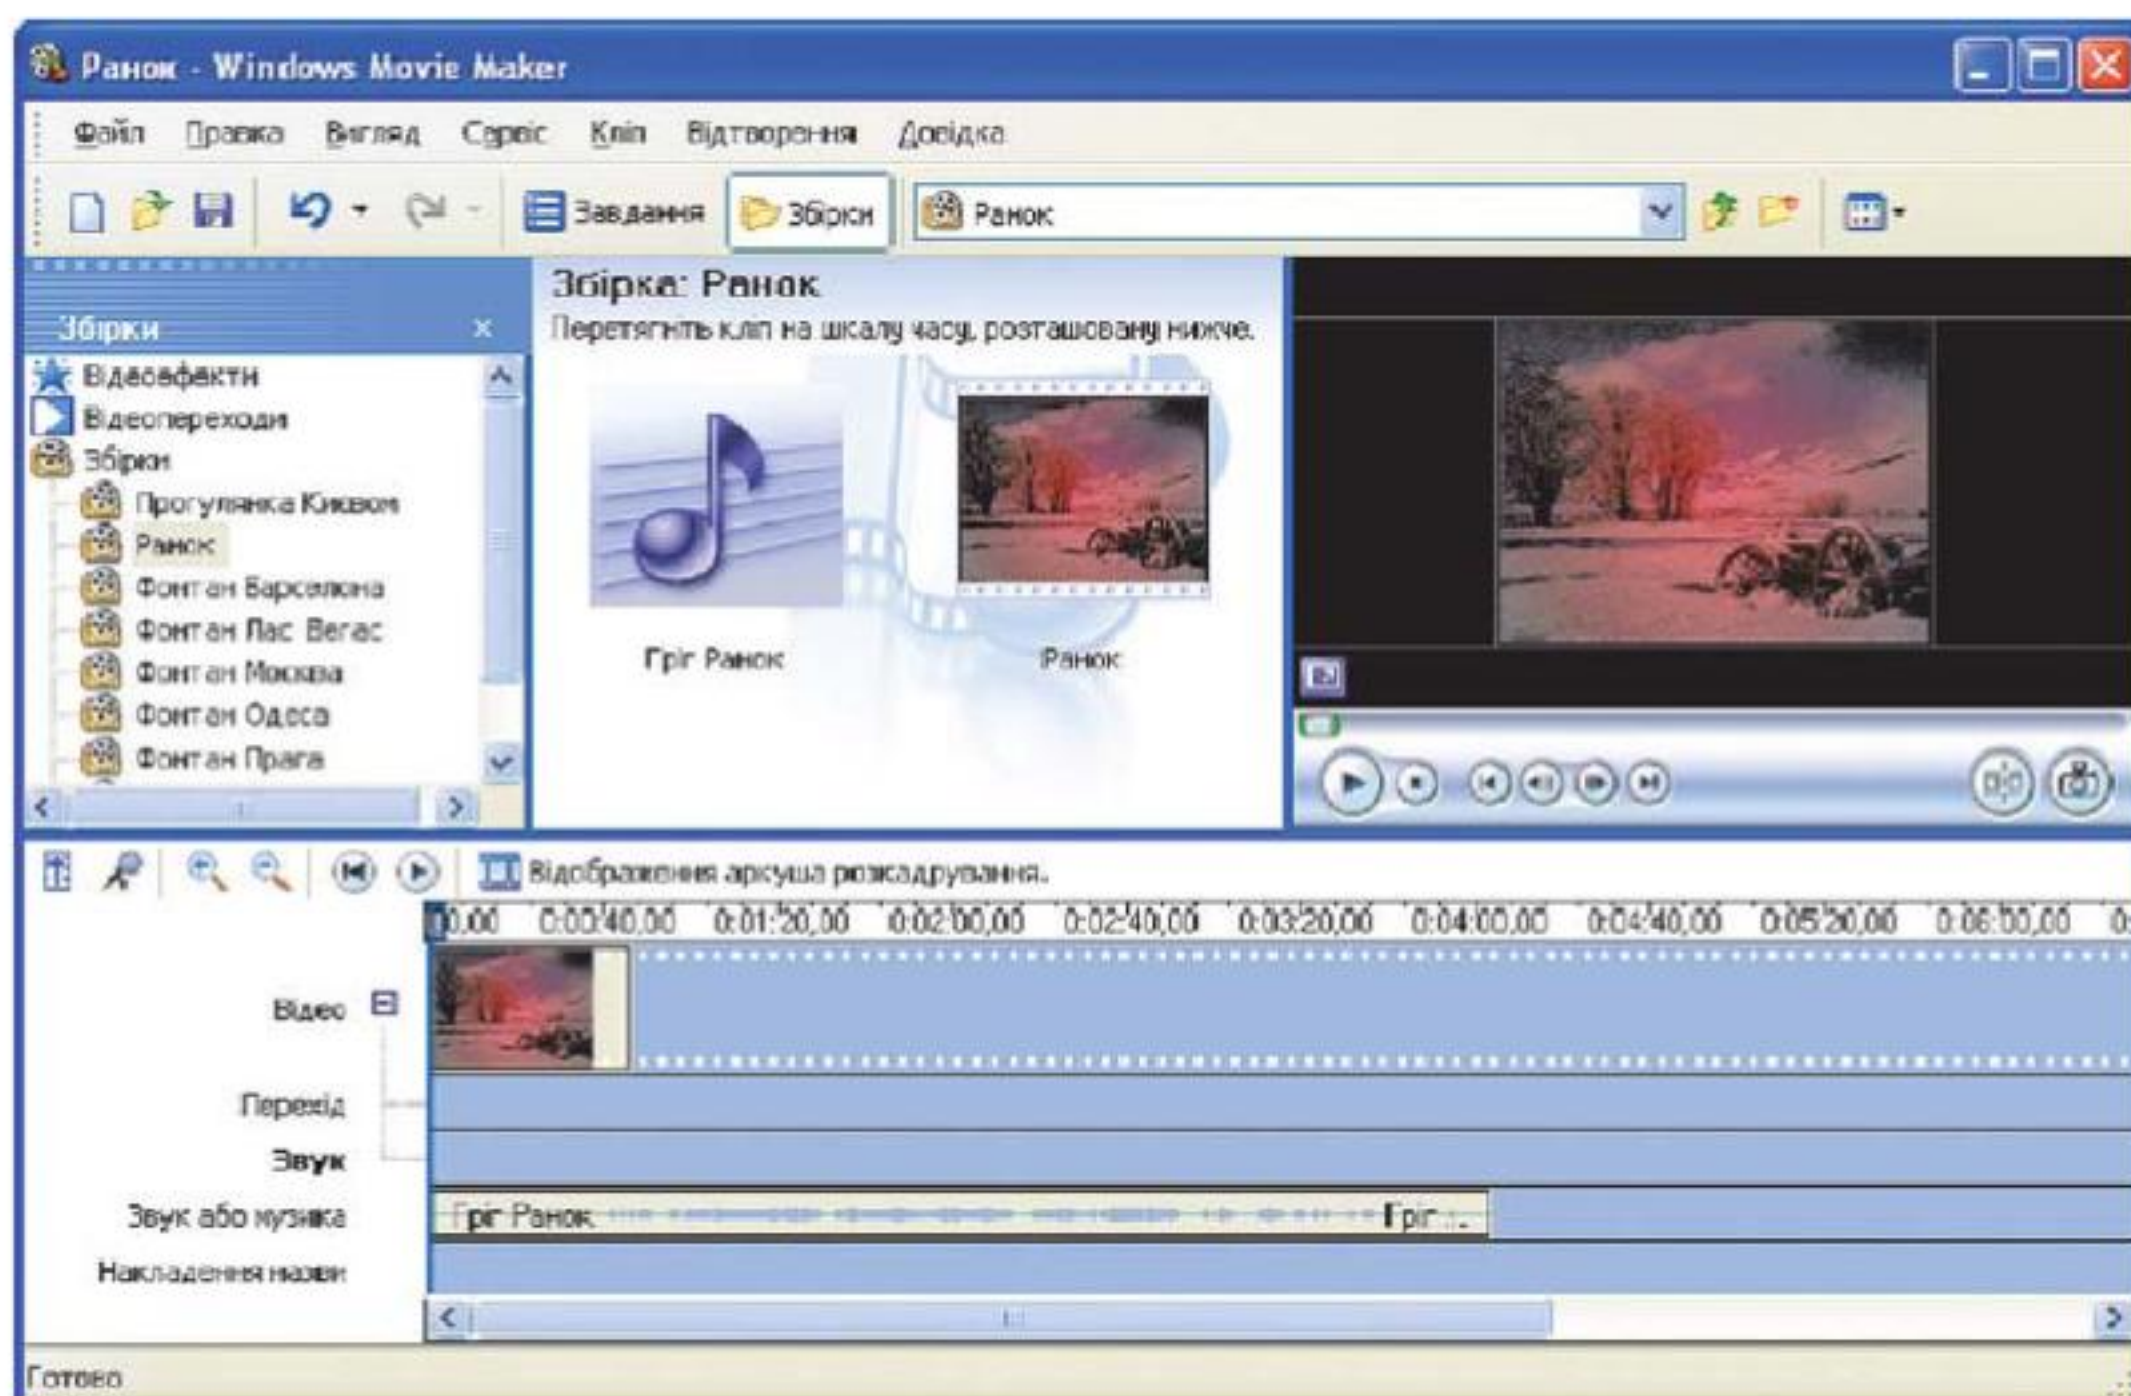 Ранок - Windows Movie Maker
Файл Правка Вигляд Сервіс Кліп Відтворення Довідка
Завдання Збірки Ранок
Збірки
Відеоефекти
Відеопереходи
Збірки
Прогулянка Києвом
Ранок
Фонтан Барселона
Фонтан Лас Вегас
Фонтан Москва
Фонтан Одеса
Фонтан Прага
Збірка: Ранок
Перетягніть кліп на шкалу часу, розташовану нижче.
Гріг Ранок
Ранок
Відображення аркуша розкадрування.
00,00 0:00:40,00 0:01:20,00 0:02:00,00 0:02:40,00 0:03:20,00 0:04:00,00 0:04:40,00 0:05:20,00 0:06:00,00 0:
Відео
Перехід
Звук
Звук або музика
Гріг Ранок Гріг ...
Накладення назви
Готово